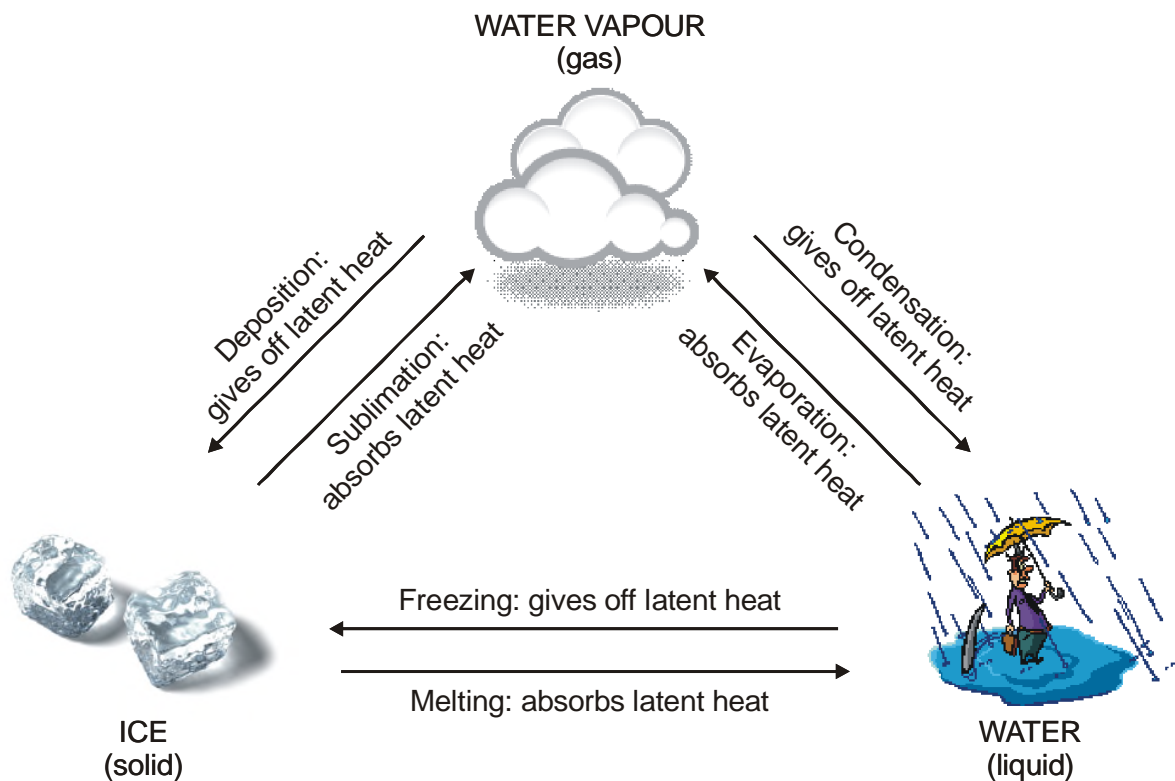 WATER VAPOUR
(gas)
Deposition:
gives off latent heat
Sublimation:
absorbs latent heat
Condensation:
gives off latent heat
Evaporation:
absorbs latent heat
Freezing: gives off latent heat
Melting: absorbs latent heat
ICE
(solid)
WATER
(liquid)